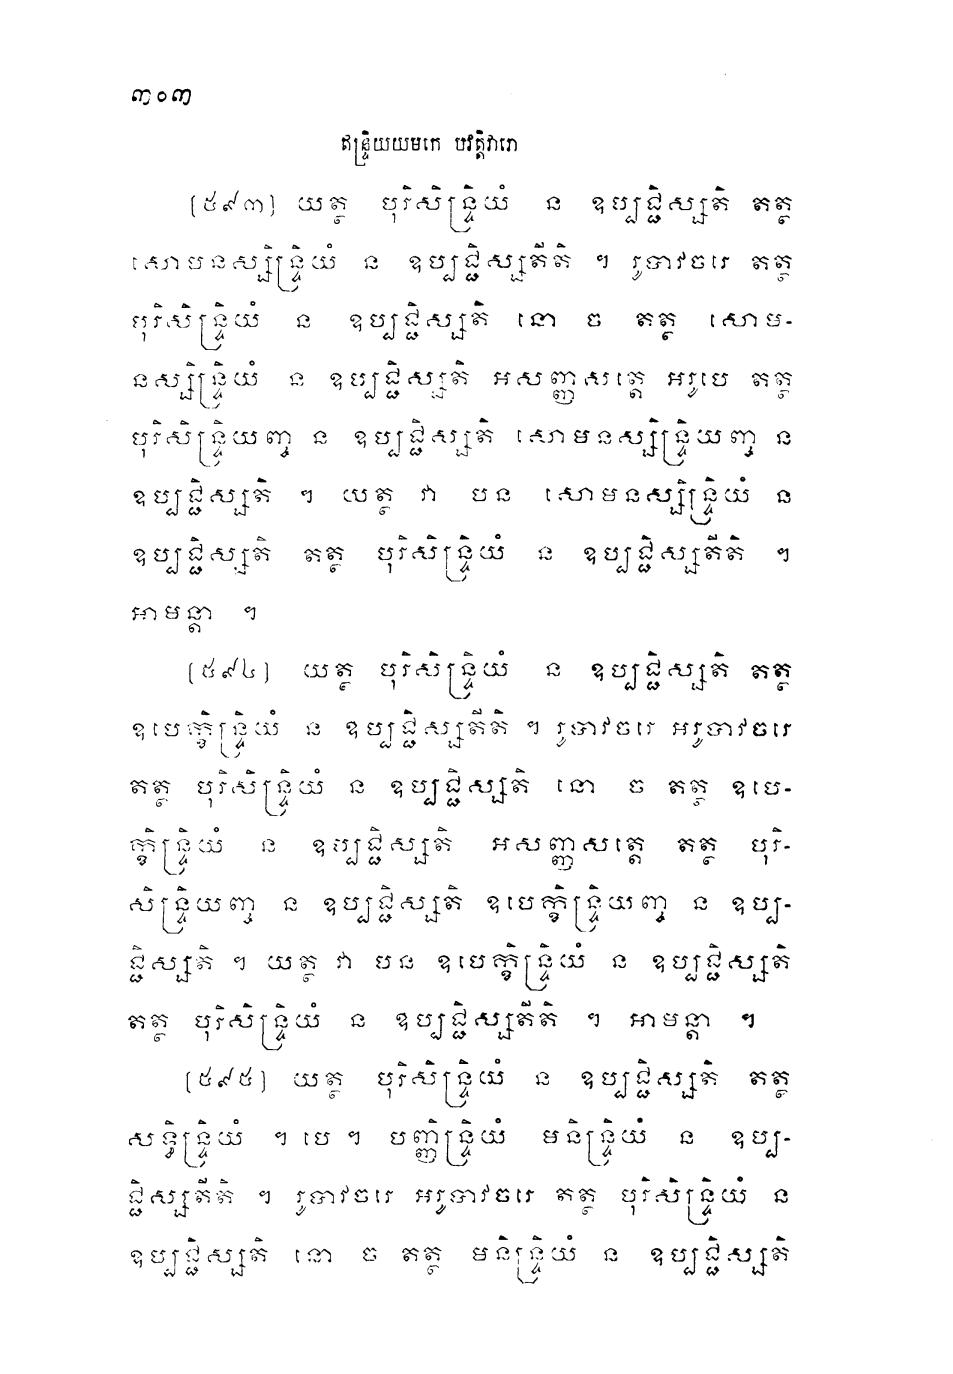 ៣០៣
ឥន្ទ្រិយយមកេ បវត្តិវារោ
[៥៩៣] យត្ថ បុរិសិន្ទ្រិយំ ន ឧប្បជ្ជិស្សតិ តត្ថ
សោមនស្សិន្ទ្រិយំ ន ឧប្បជ្ជិស្សតីតិ ។ រូបាវចរេ តត្ថ
បុរិសិន្ទ្រិយំ ន ឧប្បជ្ជិស្សតិ នោ ច តត្ថ សោម-
នស្សិន្ទ្រិយំ ន ឧប្បជ្ជិស្សតិ អសញ្ញសត្តេ អរូបេ តត្ថ
បុរិសិន្ទ្រិយញ្ច ន ឧប្បជ្ជិស្សតិ សោមនស្សិន្ទ្រិយញ្ច ន
ឧប្បជ្ជិស្សតិ ។ យត្ថ វា បន សោមនស្សិន្ទ្រិយំ ន
ឧប្បជ្ជិស្សតិ តត្ថ បុរិសិន្ទ្រិយំ ន ឧប្បជ្ជិស្សតីតិ ។
អាមន្តា ។
[៥៩៤] យត្ថ បុរិសិន្ទ្រិយំ ន ឧប្បជ្ជិស្សតិ តត្ថ
ឧបេក្ខិន្ទ្រិយំ ន ឧប្បជ្ជិស្សតីតិ ។ រូបាវចរេ អរូបាវចរេ
តត្ថ បុរិសិន្ទ្រិយំ ន ឧប្បជ្ជិស្សតិ នោ ច តត្ថ ឧបេ-
ក្ខិន្ទ្រិយំ ន ឧប្បជ្ជិស្សតិ អសញ្ញសត្តេ តត្ថ បុរិ-
សិន្ទ្រិយញ្ច ន ឧប្បជ្ជិស្សតិ ឧបេក្ខិន្ទ្រិយញ្ច ន ឧប្ប-
ជ្ជិស្សតិ ។ យត្ថ វា បន ឧបេក្ខិន្ទ្រិយំ ន ឧប្បជ្ជិស្សតិ
តត្ថ បុរិសិន្ទ្រិយំ ន ឧប្បជ្ជិស្សតីតិ ។ អាមន្តា ។
[៥៩៥] យត្ថ បុរិសិន្ទ្រិយំ ន ឧប្បជ្ជិស្សតិ តត្ថ
សទ្ធិន្ទ្រិយំ ។ បេ ។ បញ្ញិន្ទ្រិយំ មនិន្ទ្រិយំ ន ឧប្ប-
ជ្ជិស្សតីតិ ។ រូបាវចរេ អរូបាវចរេ តត្ថ បុរិសិន្ទ្រិយំ ន
ឧប្បជ្ជិស្សតិ នោ ច តត្ថ មនិន្ទ្រិយំ ន ឧប្បជ្ជិស្សតិ